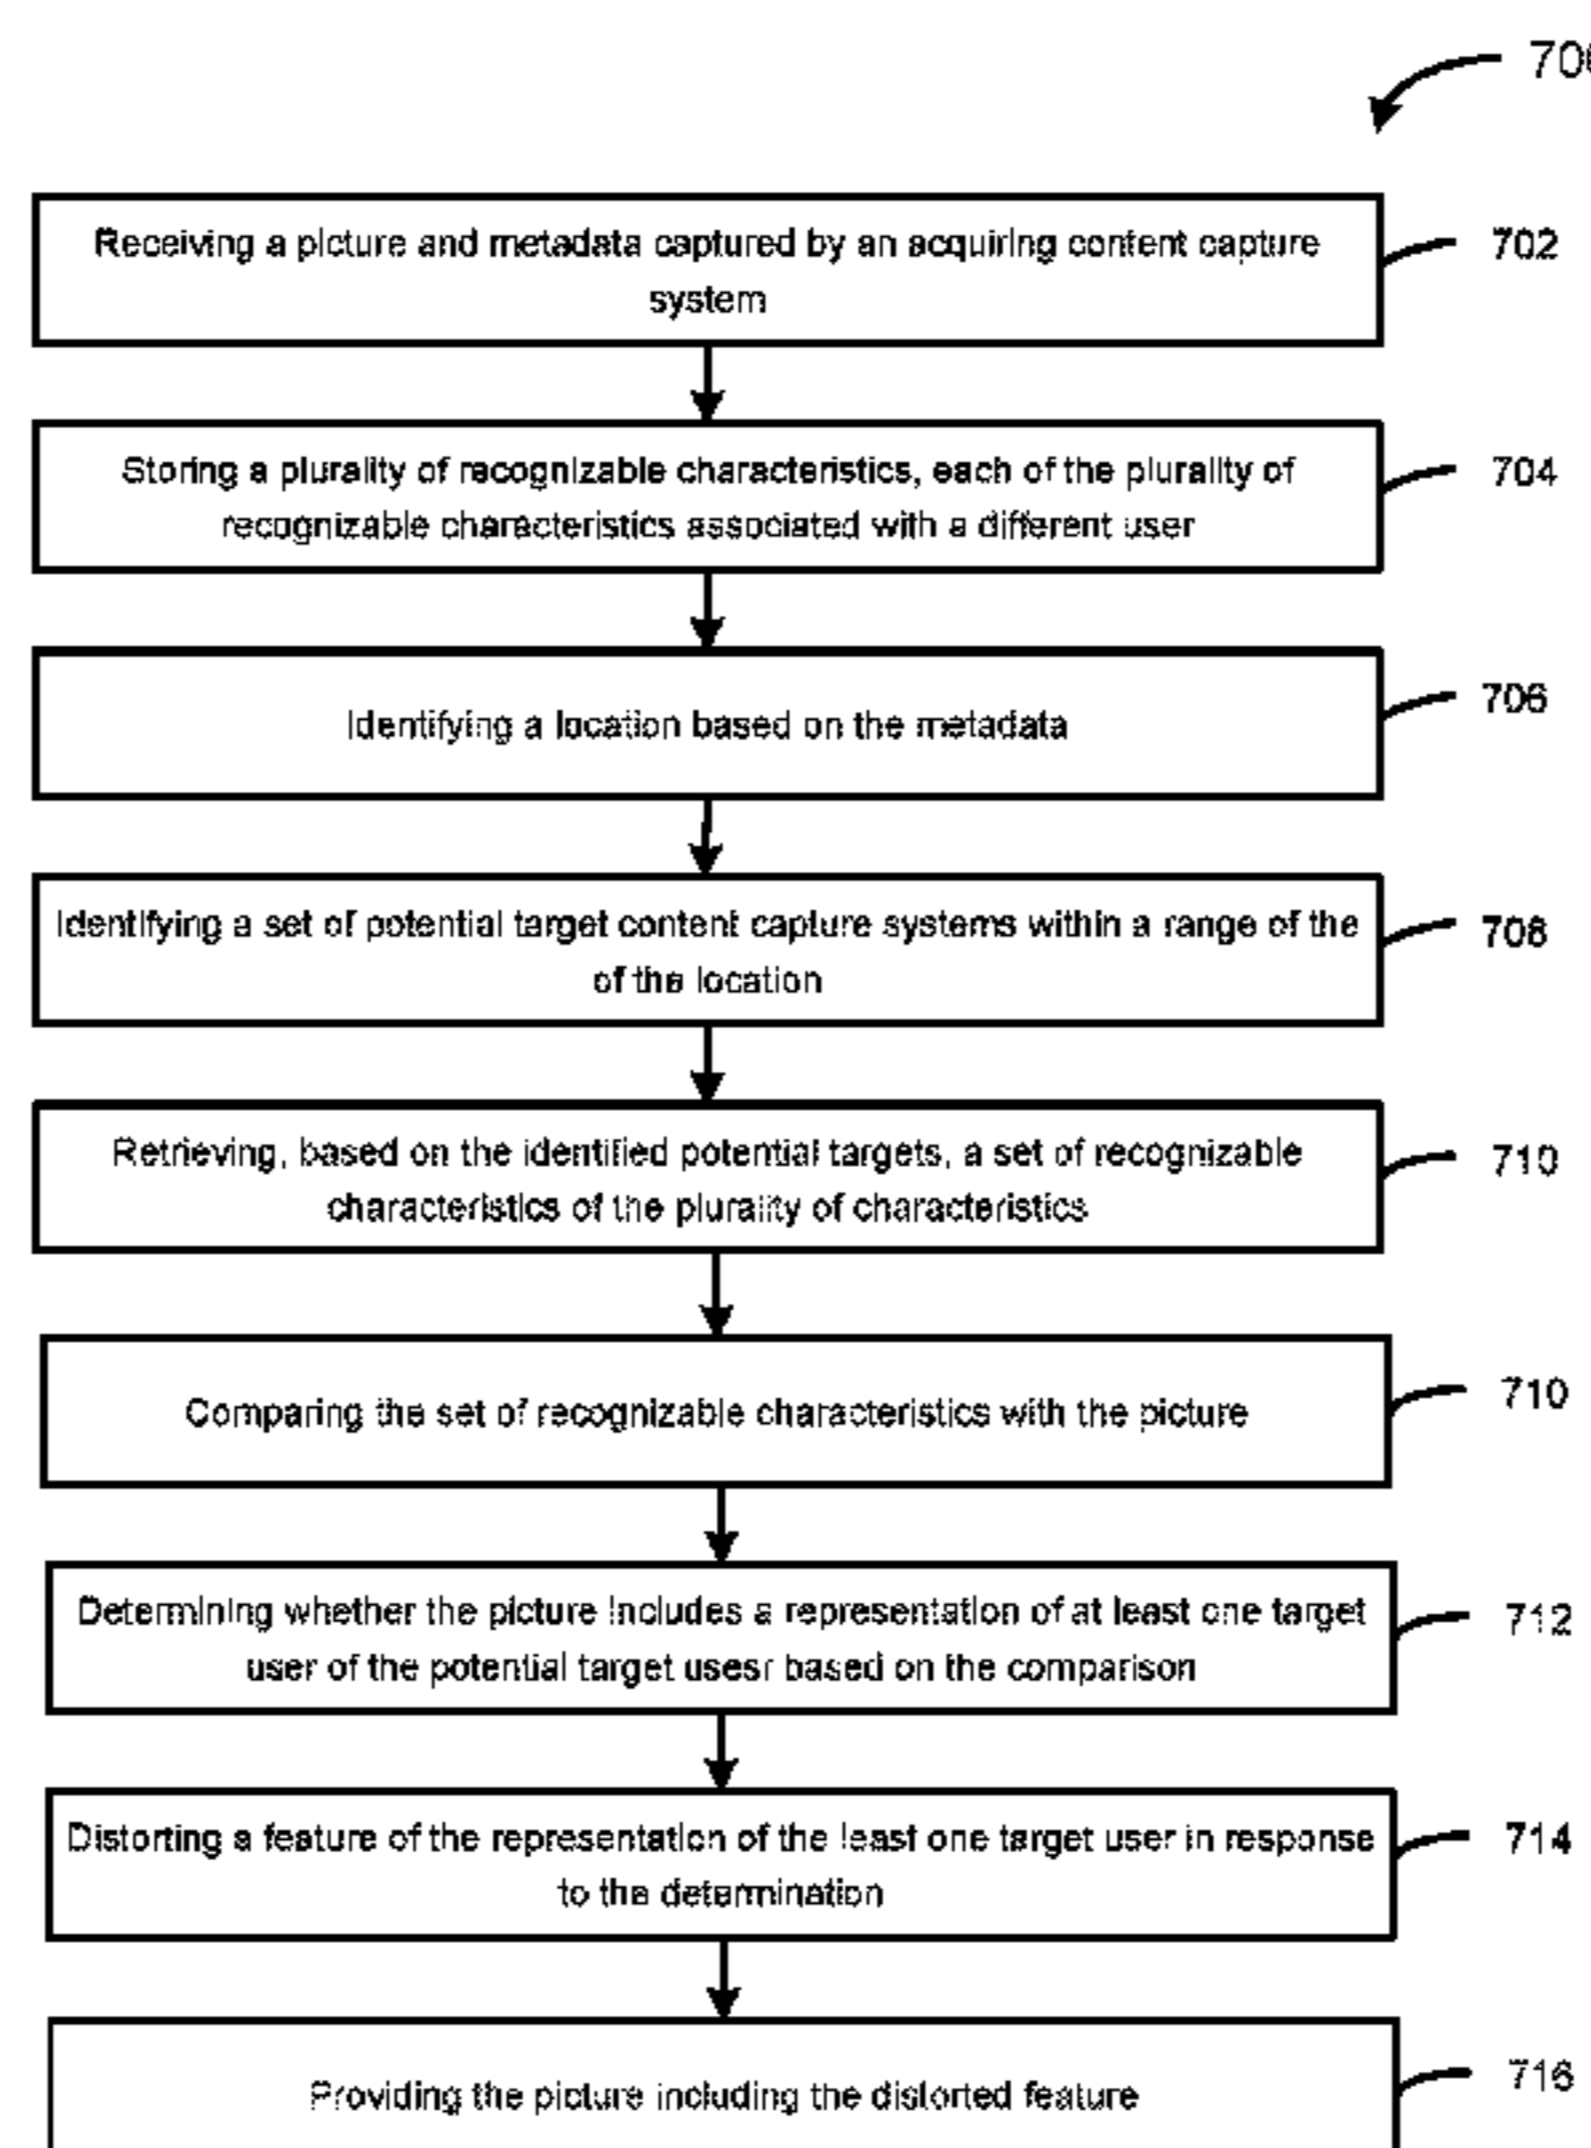 700
Receiving a picture and metadata captured by an acquiring content capture
system
702
Storing a plurality of recognizable characteristics, each of the plurality of
recognizable characteristics associated with a different user
704
Identifying a location based on the metadata
706
Identifying a set of potential target content capture systems within a range of the
of the location
708
Retrieving, based on the identified potential targets, a set of recognizable
characteristics of the plurality of characteristics
710
Comparing the set of recognizable characteristics with the picture
710
Determining whether the picture includes a representation of at least one target
user of the potential target usesr based on the comparison
712
Distorting a feature of the representation of the least one target user in response
to the determination
714
Providing the picture including the distorted feature
716